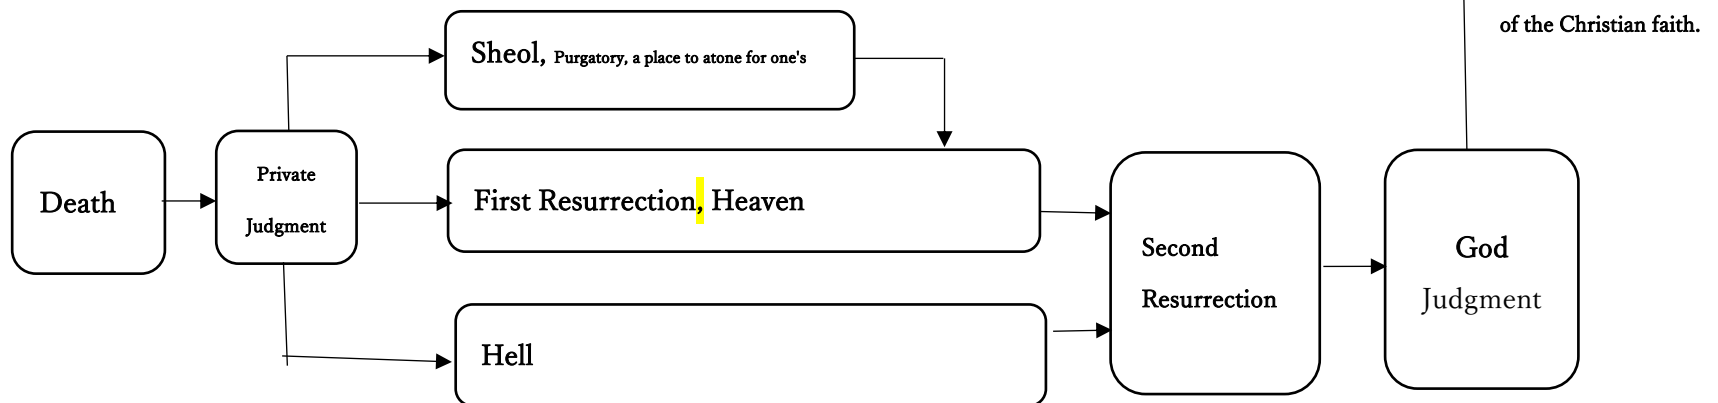 of the Christian faith.
Sheol, Purgatory, a place to atone for one's
Death
Private
Judgment
First Resurrection, Heaven
Hell
Second
Resurrection
God
Judgment